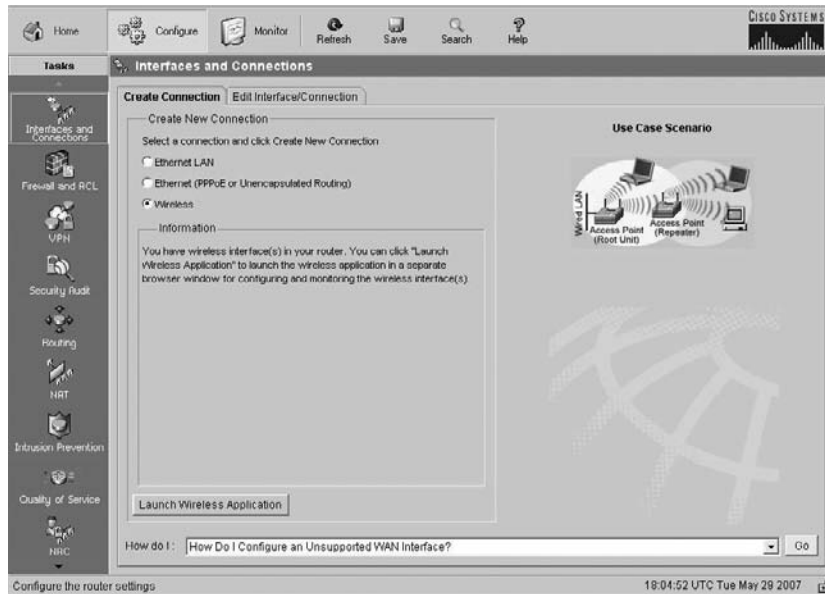 Home
Configure
Monitor
Refresh
Save
Search
Help
CISCO SYSTEMS
Tasks
Interfaces and Connections
Interfaces and
Connections
Firewall and ACL
VPN
Security Audit
Routing
NAT
Intrusion Prevention
Quality of Service
NAC
Create Connection
Edit Interface/Connection
Create New Connection
Select a connection and click Create New Connection
Ethernet LAN
Ethernet (PPPoE or Unencapsulated Routing)
Wireless
Information
You have wireless interface(s) in your router. You can click "Launch
Wireless Application" to launch the wireless application in a separate
browser window for configuring and monitoring the wireless interface(s)
Launch Wireless Application
Use Case Scenario
Wired LAN
Access Point
(Root Unit)
Access Point
(Repeater)
How do I :
How Do I Configure an Unsupported WAN Interface?
Go
Configure the router settings
18:04:52 UTC Tue May 29 2007